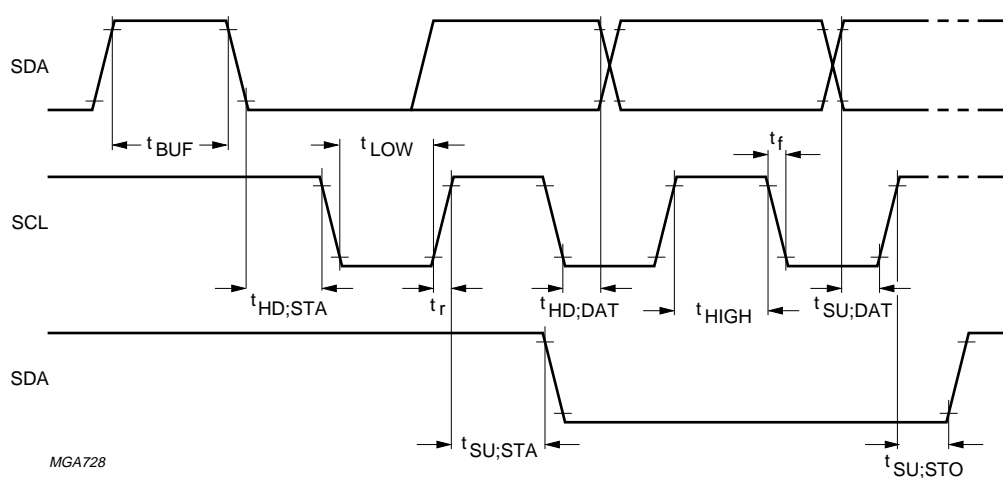 SDA
t BUF
t LOW
t f
SCL
t HD;STA
t r
t HD;DAT
t HIGH
t SU;DAT
SDA
t SU;STA
t SU;STO
MGA728